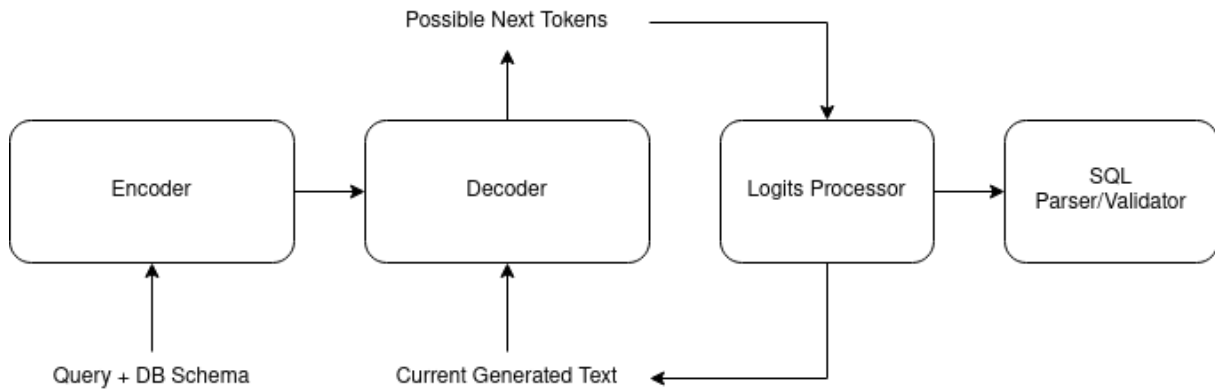 Possible Next Tokens
Encoder
Decoder
Logits Processor
SQL
Parser/Validator
Query + DB Schema
Current Generated Text